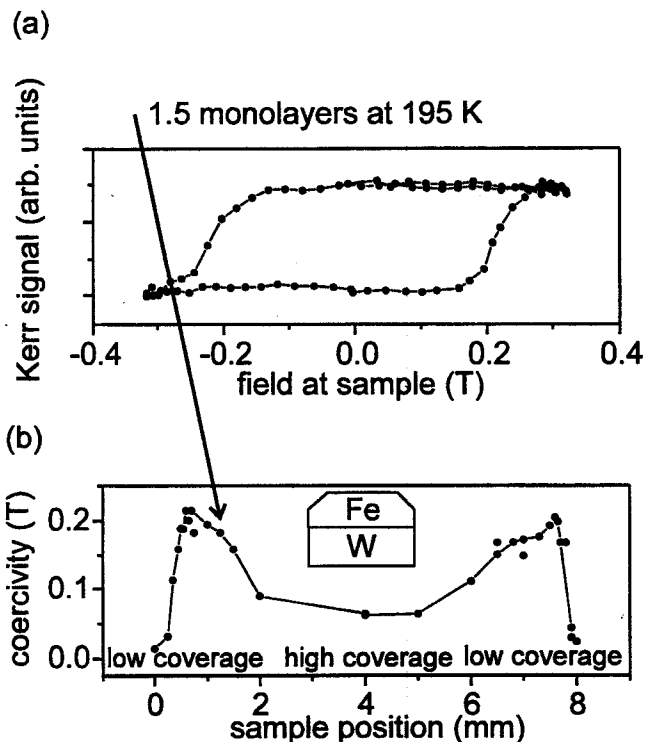 (a)
Kerr signal (arb. units)
1.5 monolayers at 195 K
-0.4 -0.2 0.0 0.2 0.4
field at sample (T)
(b)
coercivity (T)
0.2
0.1
0.0
Fe
W
low coverage high coverage low coverage
0 2 4 6 8
sample position (mm)